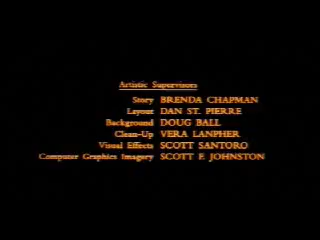 Artistic Supervisors
Story BRENDA CHAPMAN
Layout DAN ST. PIERRE
Background DOUG BALL
Clean-Up VERA LANPHER
Visual Effects SCOTT SANTORO
Computer Graphics Imagery SCOTT F. JOHNSTON